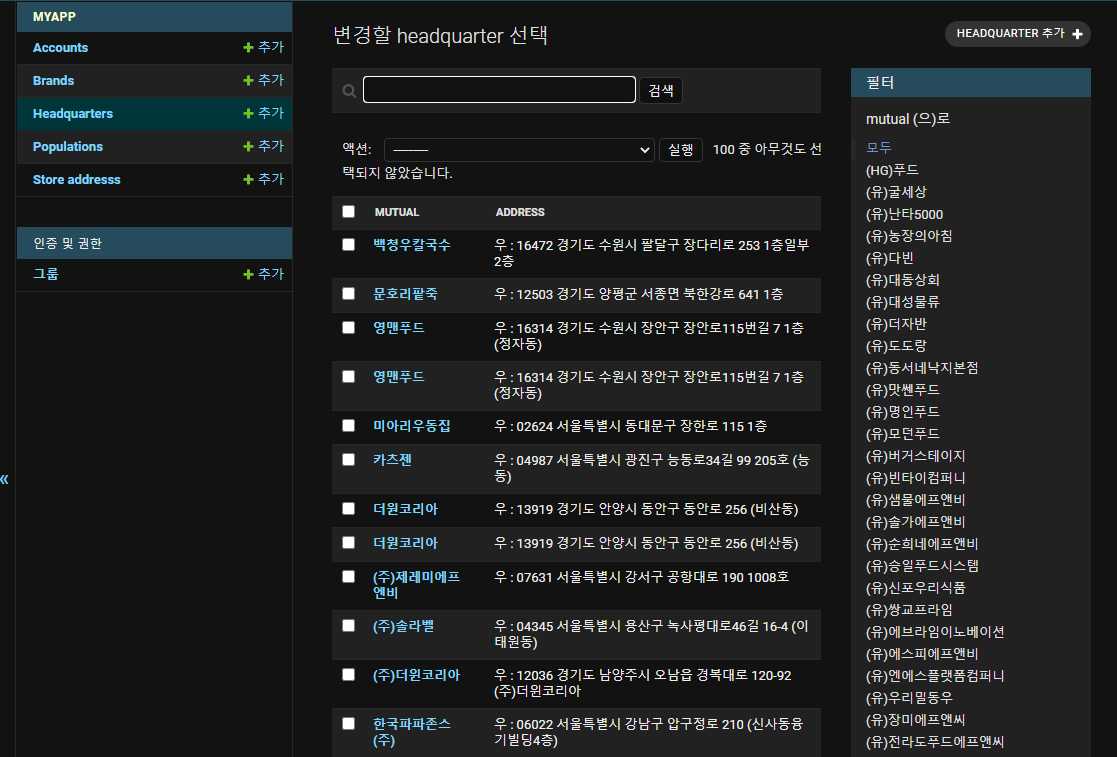 MYAPP
Accounts + 추가
Brands + 추가
Headquarters + 추가
Populations + 추가
Store addresss + 추가
인증 및 권한
그룹 + 추가
«
변경할 headquarter 선택
HEADQUARTER 추가 +
검색
액션: --------- 실행 100 중 아무것도 선
택되지 않았습니다.
MUTUAL ADDRESS
백청우칼국수 우 : 16472 경기도 수원시 팔달구 장다리로 253 1층일부
2층
문호리팥죽 우 : 12503 경기도 양평군 서종면 북한강로 641 1층
영맨푸드 우 : 16314 경기도 수원시 장안구 장안로115번길 7 1층
(정자동)
영맨푸드 우 : 16314 경기도 수원시 장안구 장안로115번길 7 1층
(정자동)
미아리우동집 우 : 02624 서울특별시 동대문구 장한로 115 1층
카츠젠 우 : 04987 서울특별시 광진구 능동로34길 99 205호 (능
동)
더원코리아 우 : 13919 경기도 안양시 동안구 동안로 256 (비산동)
더원코리아 우 : 13919 경기도 안양시 동안구 동안로 256 (비산동)
(주)제레미에프 우 : 07631 서울특별시 강서구 공항대로 190 1008호
엔비
(주)솔라벨 우 : 04345 서울특별시 용산구 녹사평대로46길 16-4 (이
태원동)
(주)더원코리아 우 : 12036 경기도 남양주시 오남읍 경복대로 120-92
(주)더원코리아
한국파파존스 우 : 06022 서울특별시 강남구 압구정로 210 (신사동융
(주) 기빌딩4층)
필터
mutual (으)로
모두
(HG)푸드
(유)굴세상
(유)난타5000
(유)농장의아침
(유)다빈
(유)대동상회
(유)대성물류
(유)더자반
(유)도도랑
(유)동서네낙지본점
(유)맛쎈푸드
(유)명인푸드
(유)모던푸드
(유)버거스테이지
(유)빈타이컴퍼니
(유)샘물에프앤비
(유)솔가에프앤비
(유)순희네에프앤비
(유)승일푸드시스템
(유)신포우리식품
(유)쌍교프라임
(유)에브라임이노베이션
(유)에스피에프앤비
(유)엔에스플랫폼컴퍼니
(유)우리밀동우
(유)장미에프앤씨
(유)전라도푸드에프앤씨